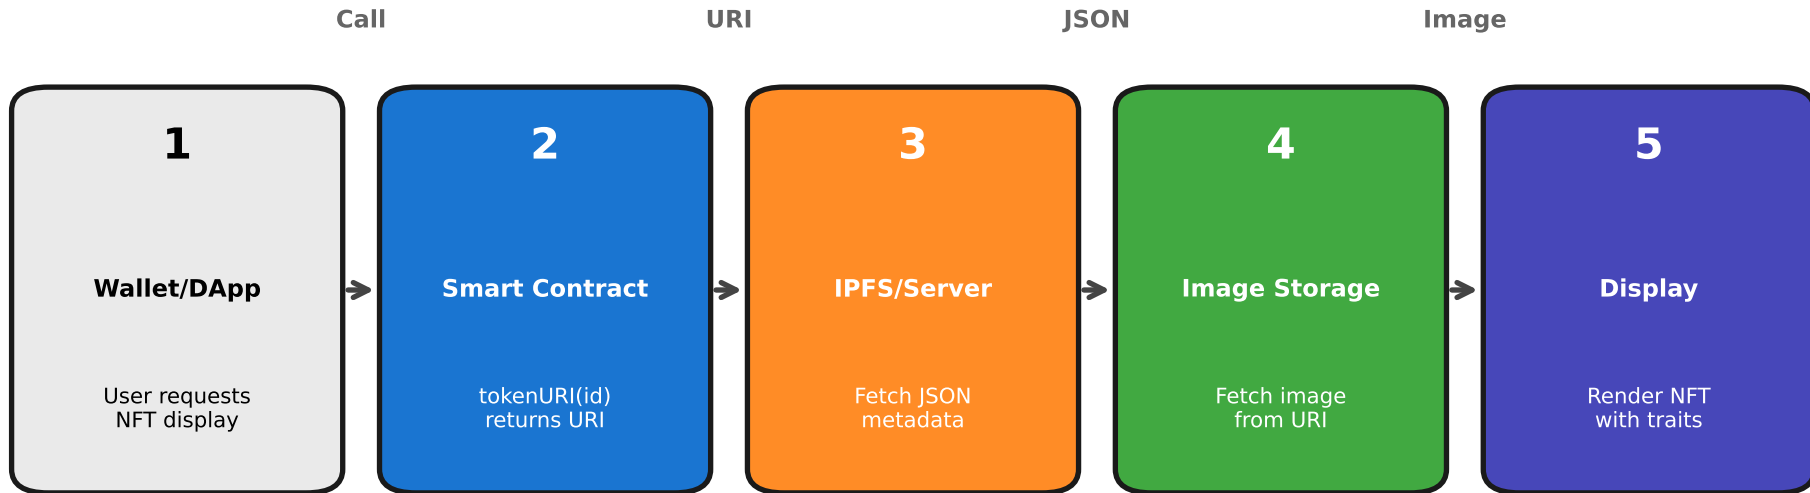 Call
URI
JSON
Image
1
Wallet/DApp
User requests
NFT display
2
Smart Contract
tokenURI(id)
returns URI
3
IPFS/Server
Fetch JSON
metadata
4
Image Storage
Fetch image
from URI
5
Display
Render NFT
with traits